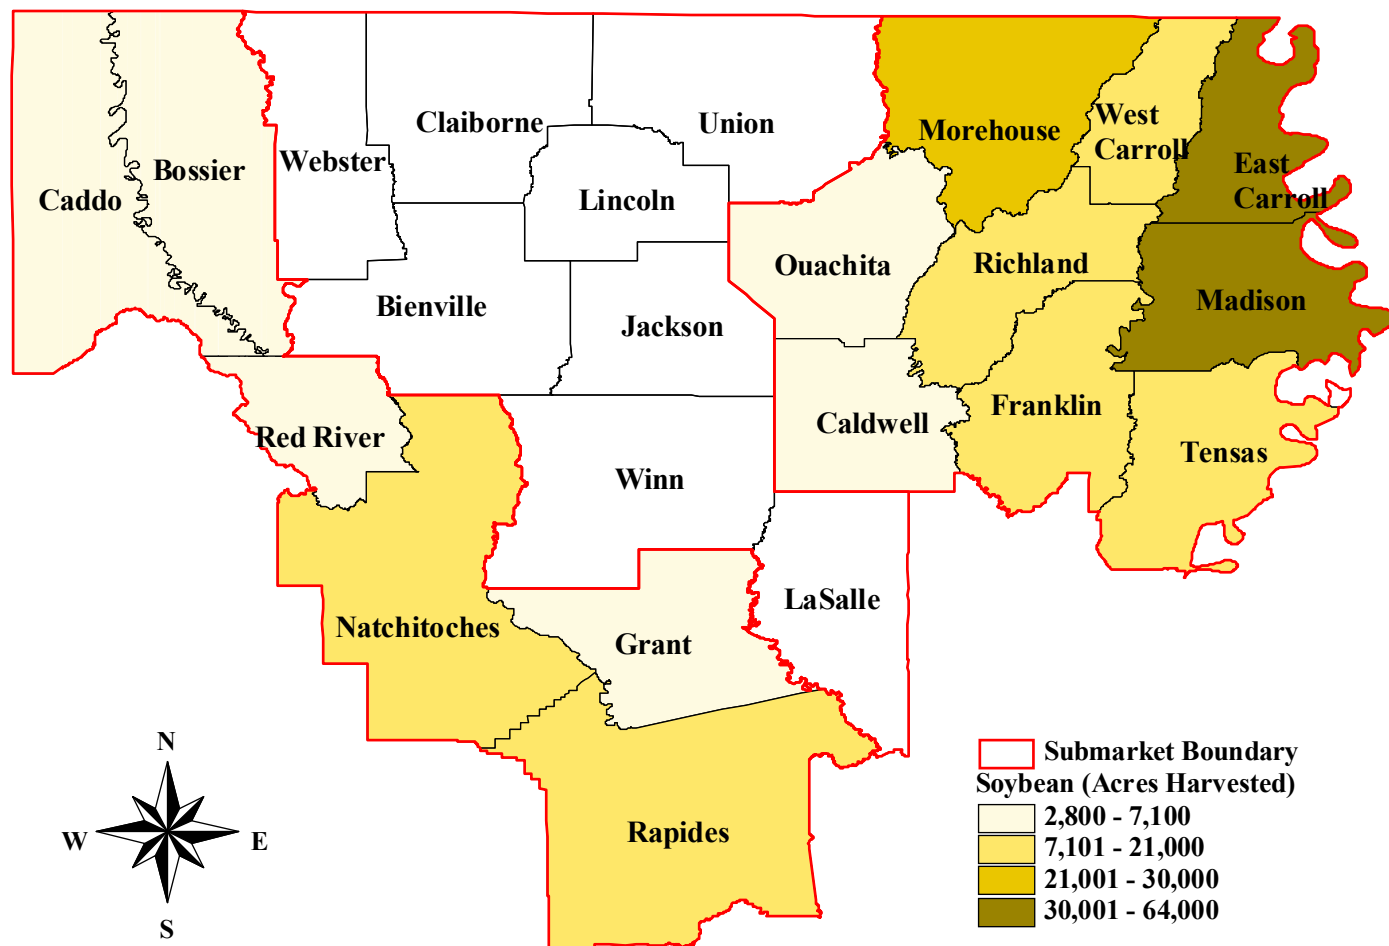 Claiborne
Union
Morehouse
West
Carroll
Webster
Bossier
Caddo
Lincoln
East
Carroll
Ouachita
Richland
Bienville
Jackson
Madison
Red River
Caldwell
Franklin
Tensas
Winn
LaSalle
Natchitoches
Grant
Rapides
N
W
E
S
Submarket Boundary
Soybean (Acres Harvested)
2,800 - 7,100
7,101 - 21,000
21,001 - 30,000
30,001 - 64,000